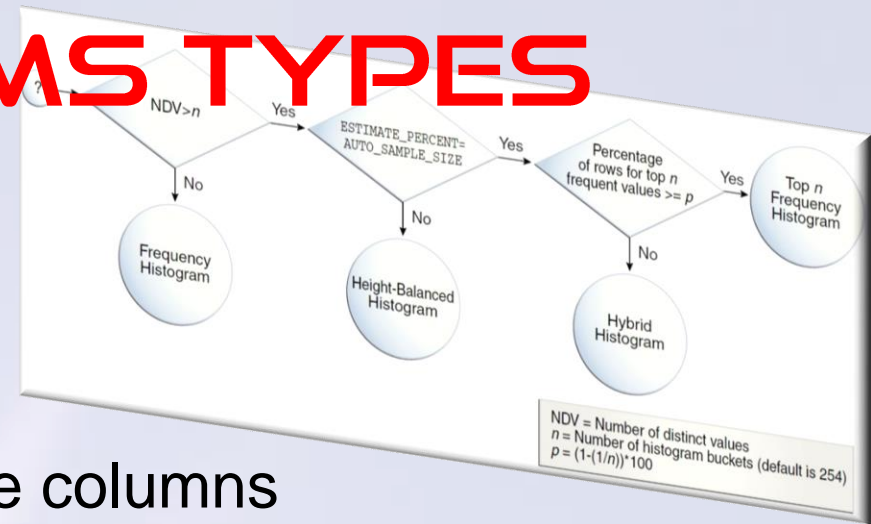 MS TYPES
?
NDV>n
Yes
No
Frequency
Histogram
ESTIMATE_PERCENT=
AUTO_SAMPLE_SIZE
Yes
No
Height-Balanced
Histogram
Percentage
of rows for top n
frequent values >= p
Yes
No
Hybrid
Histogram
Top n
Frequency
Histogram
NDV = Number of distinct values
n = Number of histogram buckets (default is 254)
p = (1-(1/n))*100
e columns